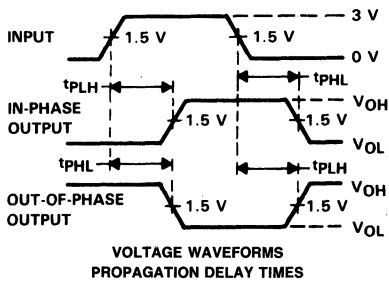 3 V
INPUT
1.5 V
1.5 V
0 V
tPLH
tPHL
IN-PHASE
OUTPUT
VOH
1.5 V
1.5 V
VOL
tPHL
tPLH
OUT-OF-PHASE
OUTPUT
VOH
1.5 V
1.5 V
VOL
VOLTAGE WAVEFORMS
PROPAGATION DELAY TIMES